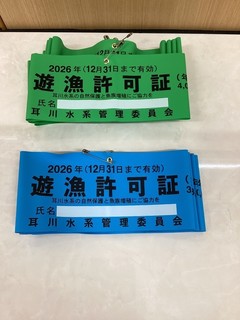 2026年(12月31日まで有効)
遊漁許可証
耳川水系の自然保護と魚族増殖にご協力を
氏名
耳川水系管理委員会
2026年(12月31日まで有効)
遊漁許可証
耳川水系の自然保護と魚族増殖にご協力を
氏名
耳川水系管理委員会